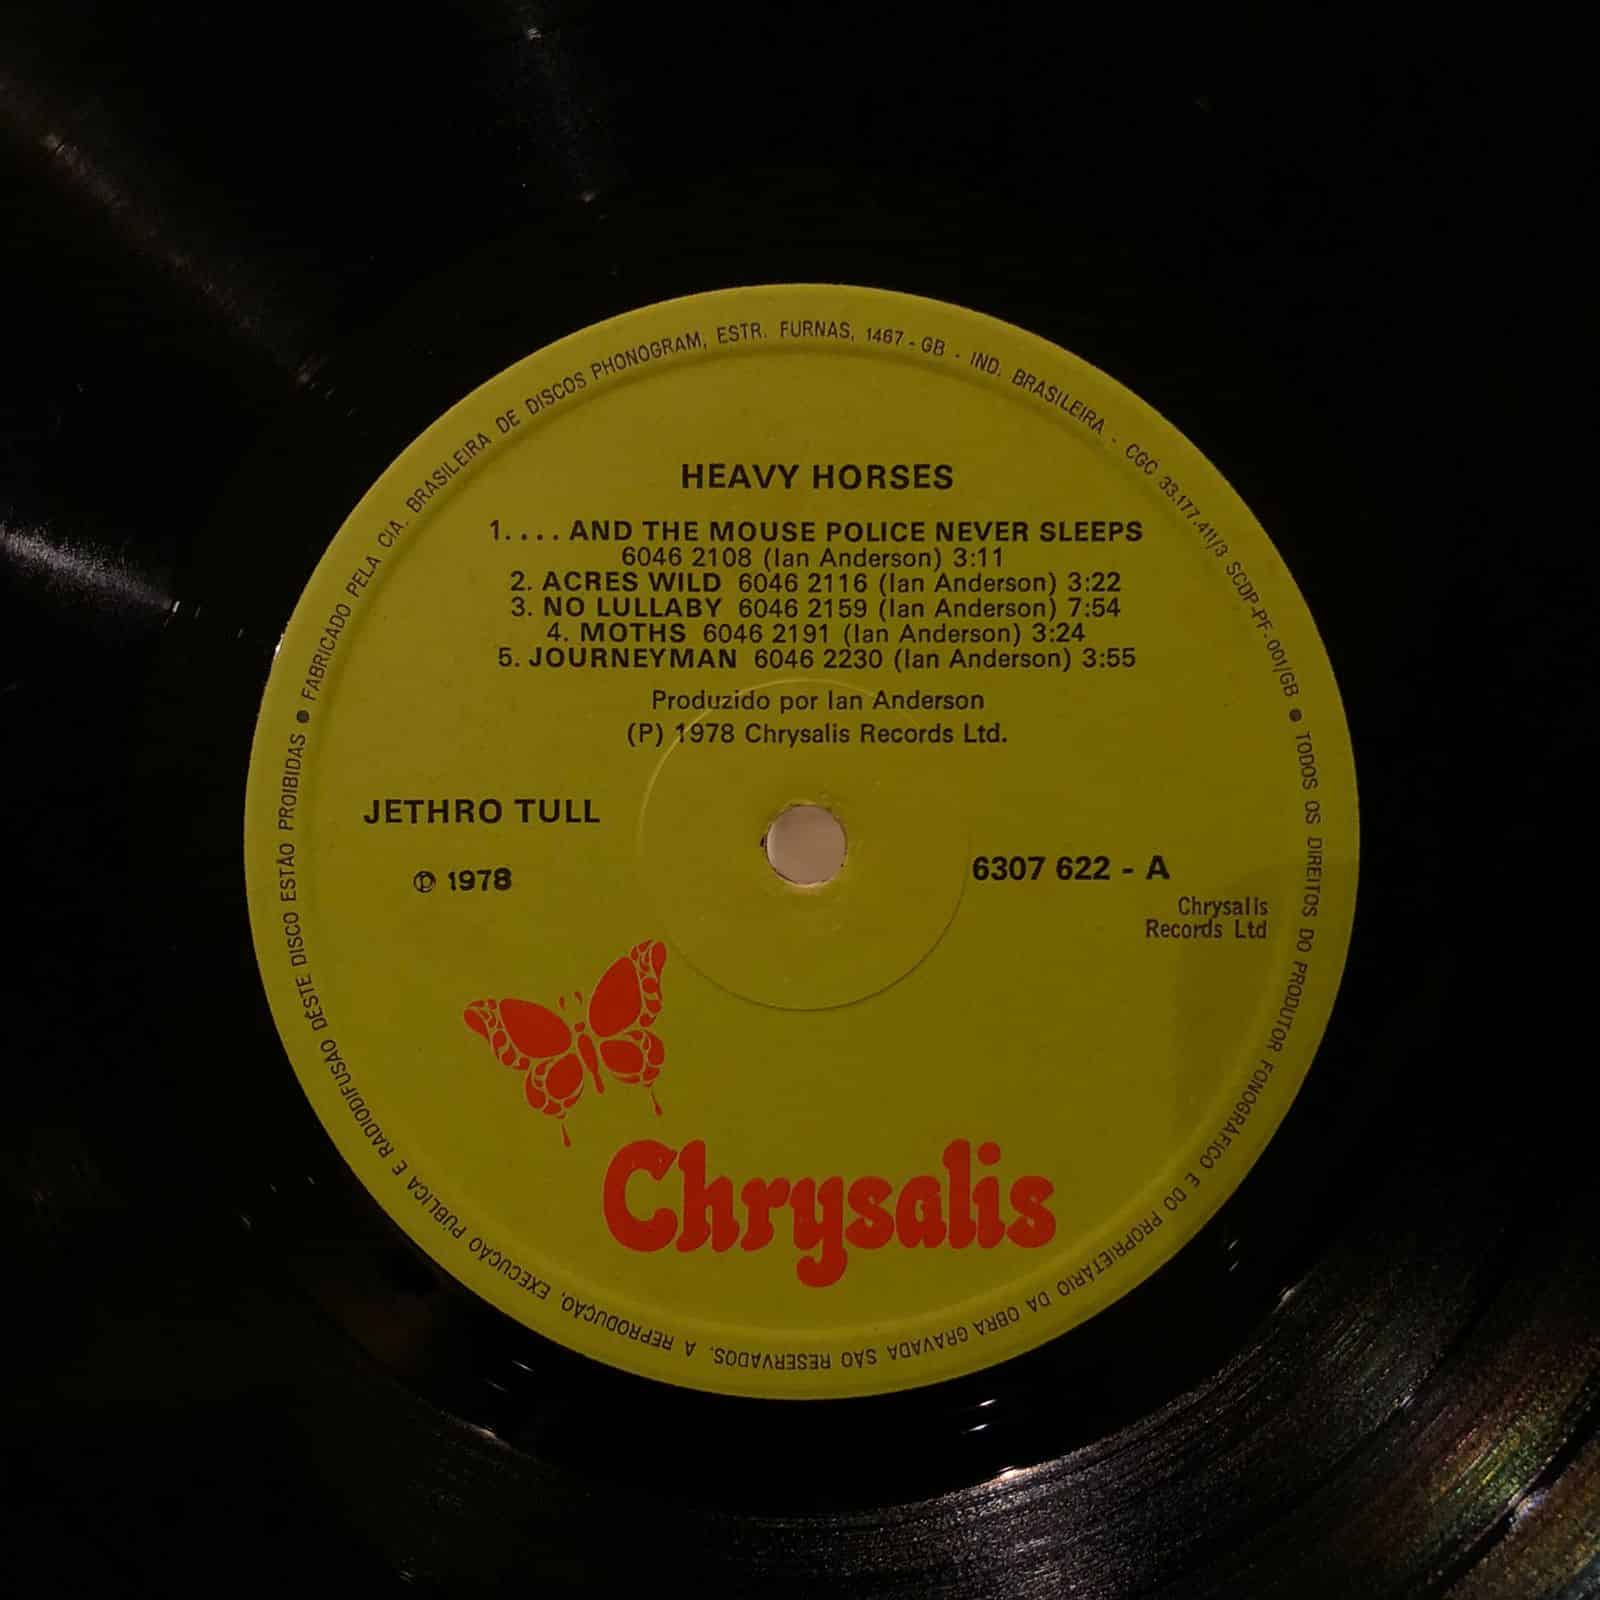 FABRICADO PELA CIA. BRASILEIRA DE DISCOS PHONOGRAM, ESTR. FURNAS, 1467 - GB - IND. BRASILEIRA - CGC 33.177.411/3 SCDP-PF-001/GB ● TODOS OS DIREITOS DO PRODUTOR FONOGRÁFICO E DO PROPRIETÁRIO DA OBRA GRAVADA SÃO RESERVADOS. A REPRODUÇÃO, EXECUÇÃO PÚBLICA E RADIODIFUSÃO DÊSTE DISCO ESTÃO PROIBIDAS ●
HEAVY HORSES
1. . . . AND THE MOUSE POLICE NEVER SLEEPS
6046 2108 (Ian Anderson) 3:11
2. ACRES WILD 6046 2116 (Ian Anderson) 3:22
3. NO LULLABY 6046 2159 (Ian Anderson) 7:54
4. MOTHS 6046 2191 (Ian Anderson) 3:24
5. JOURNEYMAN 6046 2230 (Ian Anderson) 3:55
Produzido por Ian Anderson
(P) 1978 Chrysalis Records Ltd.
JETHRO TULL
℗ 1978
6307 622 - A
Chrysalis
Records Ltd
Chrysalis